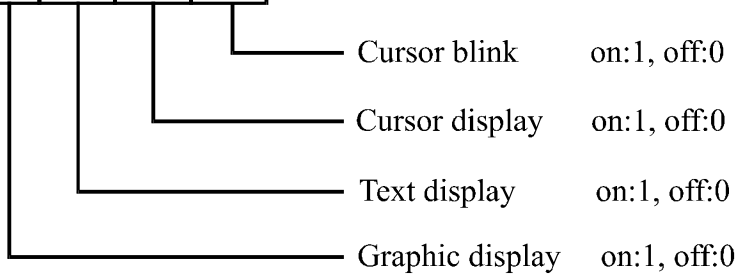 Cursor blink on:1, off:0
Cursor display on:1, off:0
Text display on:1, off:0
Graphic display on:1, off:0